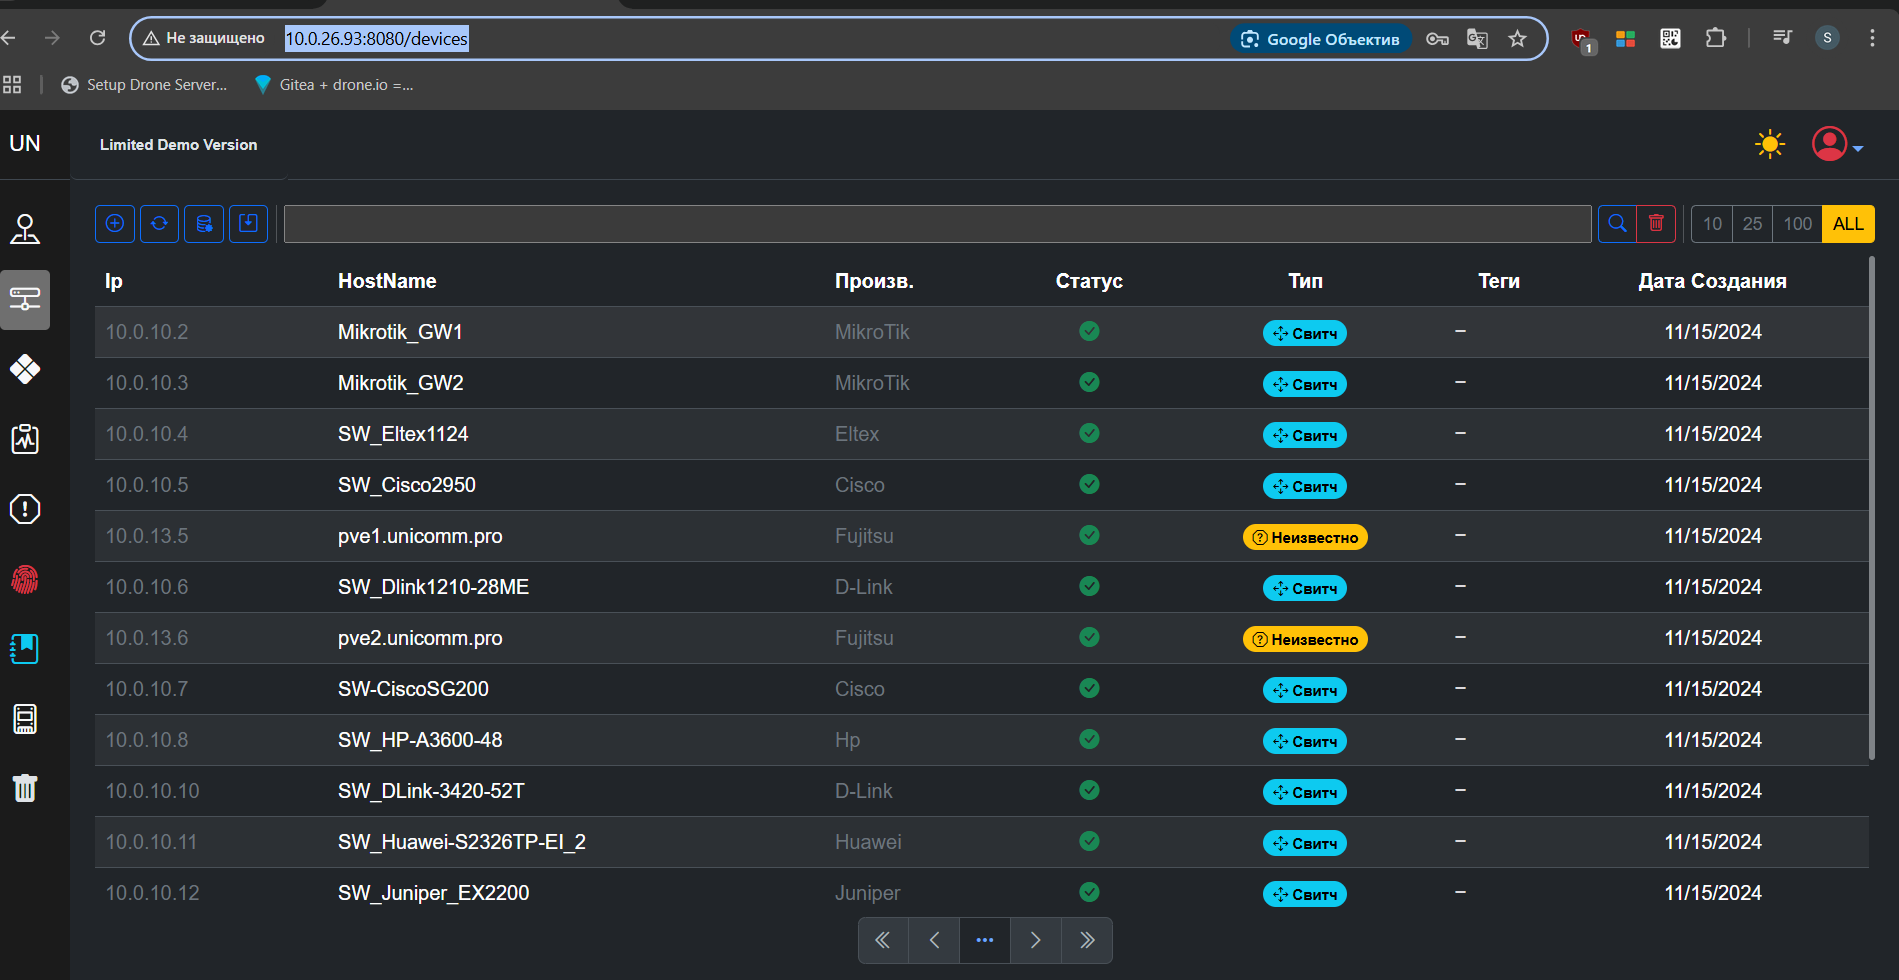 Не защищено 10.0.26.93:8080/devices Google Объектив 1 S
Setup Drone Server... Gitea + drone.io =...
UN Limited Demo Version
10 25 100 ALL
Ip HostName Произв. Статус Тип Теги Дата Создания
10.0.10.2 Mikrotik_GW1 MikroTik Свитч – 11/15/2024
10.0.10.3 Mikrotik_GW2 MikroTik Свитч – 11/15/2024
10.0.10.4 SW_Eltex1124 Eltex Свитч – 11/15/2024
10.0.10.5 SW_Cisco2950 Cisco Свитч – 11/15/2024
10.0.13.5 pve1.unicomm.pro Fujitsu Неизвестно – 11/15/2024
10.0.10.6 SW_Dlink1210-28ME D-Link Свитч – 11/15/2024
10.0.13.6 pve2.unicomm.pro Fujitsu Неизвестно – 11/15/2024
10.0.10.7 SW-CiscoSG200 Cisco Свитч – 11/15/2024
10.0.10.8 SW_HP-A3600-48 Hp Свитч – 11/15/2024
10.0.10.10 SW_DLink-3420-52T D-Link Свитч – 11/15/2024
10.0.10.11 SW_Huawei-S2326TP-EI_2 Huawei Свитч – 11/15/2024
10.0.10.12 SW_Juniper_EX2200 Juniper Свитч – 11/15/2024